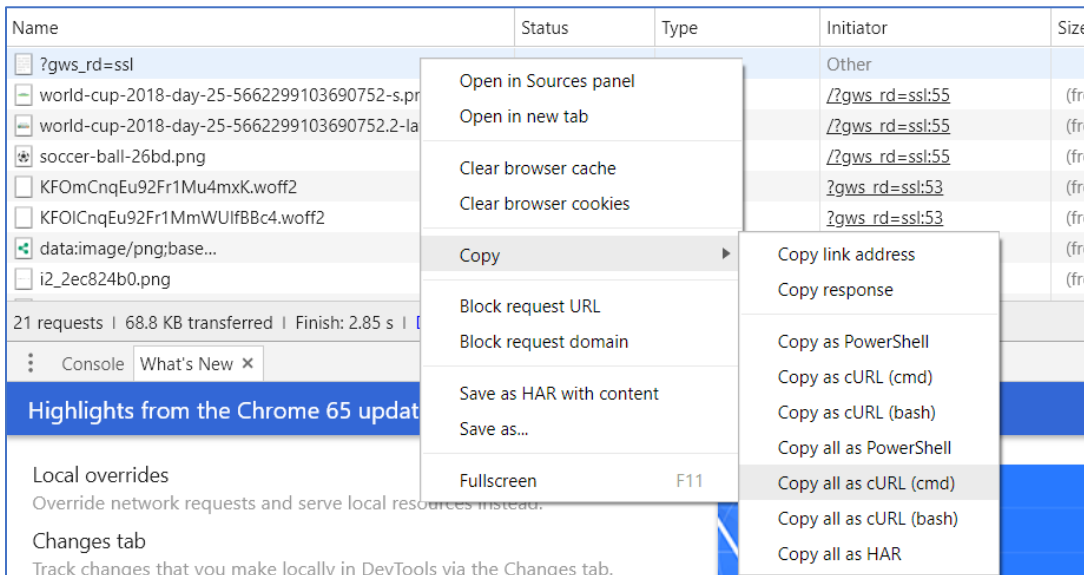 Name Status Type Initiator Size
?gws_rd=ssl Other
world-cup-2018-day-25-5662299103690752-s.pr /?gws_rd=ssl:55 (fr
world-cup-2018-day-25-5662299103690752.2-la /?gws_rd=ssl:55 (fr
soccer-ball-26bd.png /?gws_rd=ssl:55 (fr
KFOmCnqEu92Fr1Mu4mxK.woff2 ?gws_rd=ssl:53 (fr
KFOlCnqEu92Fr1MmWUlfBBc4.woff2 ?gws_rd=ssl:53 (fr
data:image/png;base... (fr
i2_2ec824b0.png (fr
21 requests | 68.8 KB transferred | Finish: 2.85 s |
Console What's New ×
Highlights from the Chrome 65 updat
Local overrides
Override network requests and serve local resources instead.
Changes tab
Track changes that you make locally in DevTools via the Changes tab.
Open in Sources panel
Open in new tab
Clear browser cache
Clear browser cookies
Copy
Block request URL
Block request domain
Save as HAR with content
Save as...
Fullscreen F11
Copy link address
Copy response
Copy as PowerShell
Copy as cURL (cmd)
Copy as cURL (bash)
Copy all as PowerShell
Copy all as cURL (cmd)
Copy all as cURL (bash)
Copy all as HAR